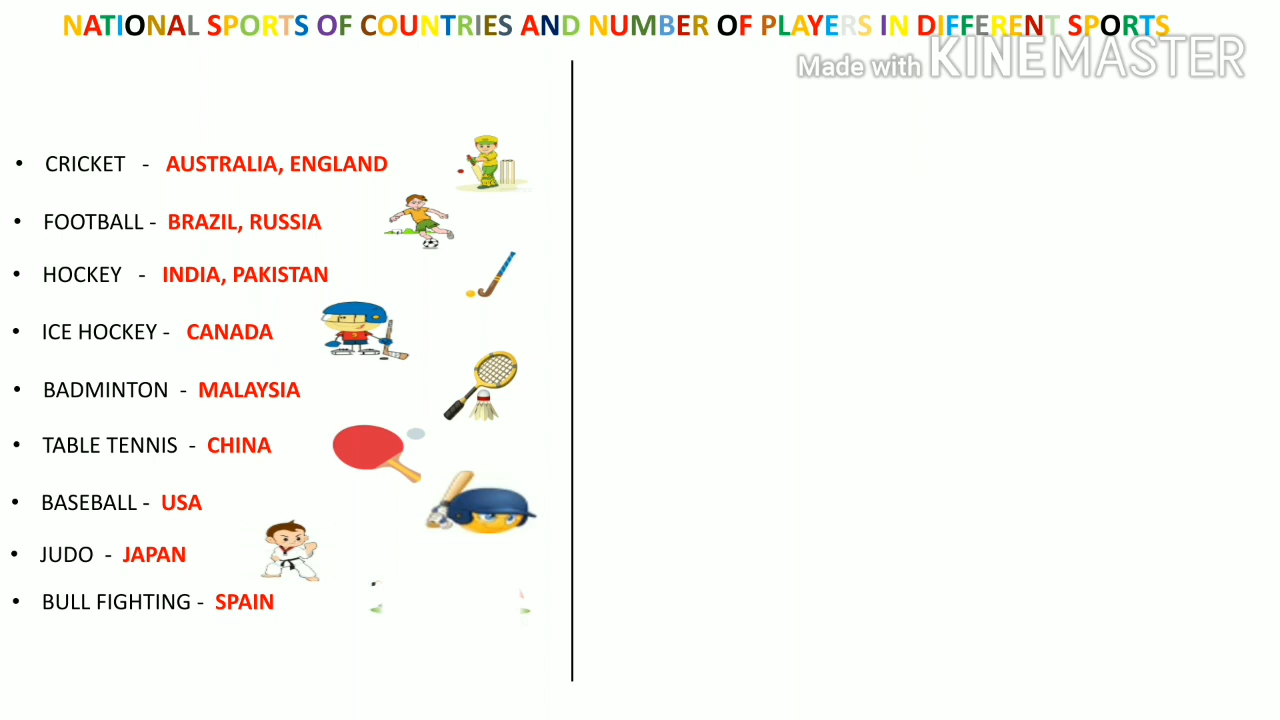 NATIONAL SPORTS OF COUNTRIES AND NUMBER OF PLAYERS IN DIFFERENT SPORTS
Made with KINEMASTER
• CRICKET - AUSTRALIA, ENGLAND
• FOOTBALL - BRAZIL, RUSSIA
• HOCKEY - INDIA, PAKISTAN
• ICE HOCKEY - CANADA
• BADMINTON - MALAYSIA
• TABLE TENNIS - CHINA
• BASEBALL - USA
• JUDO - JAPAN
• BULL FIGHTING - SPAIN